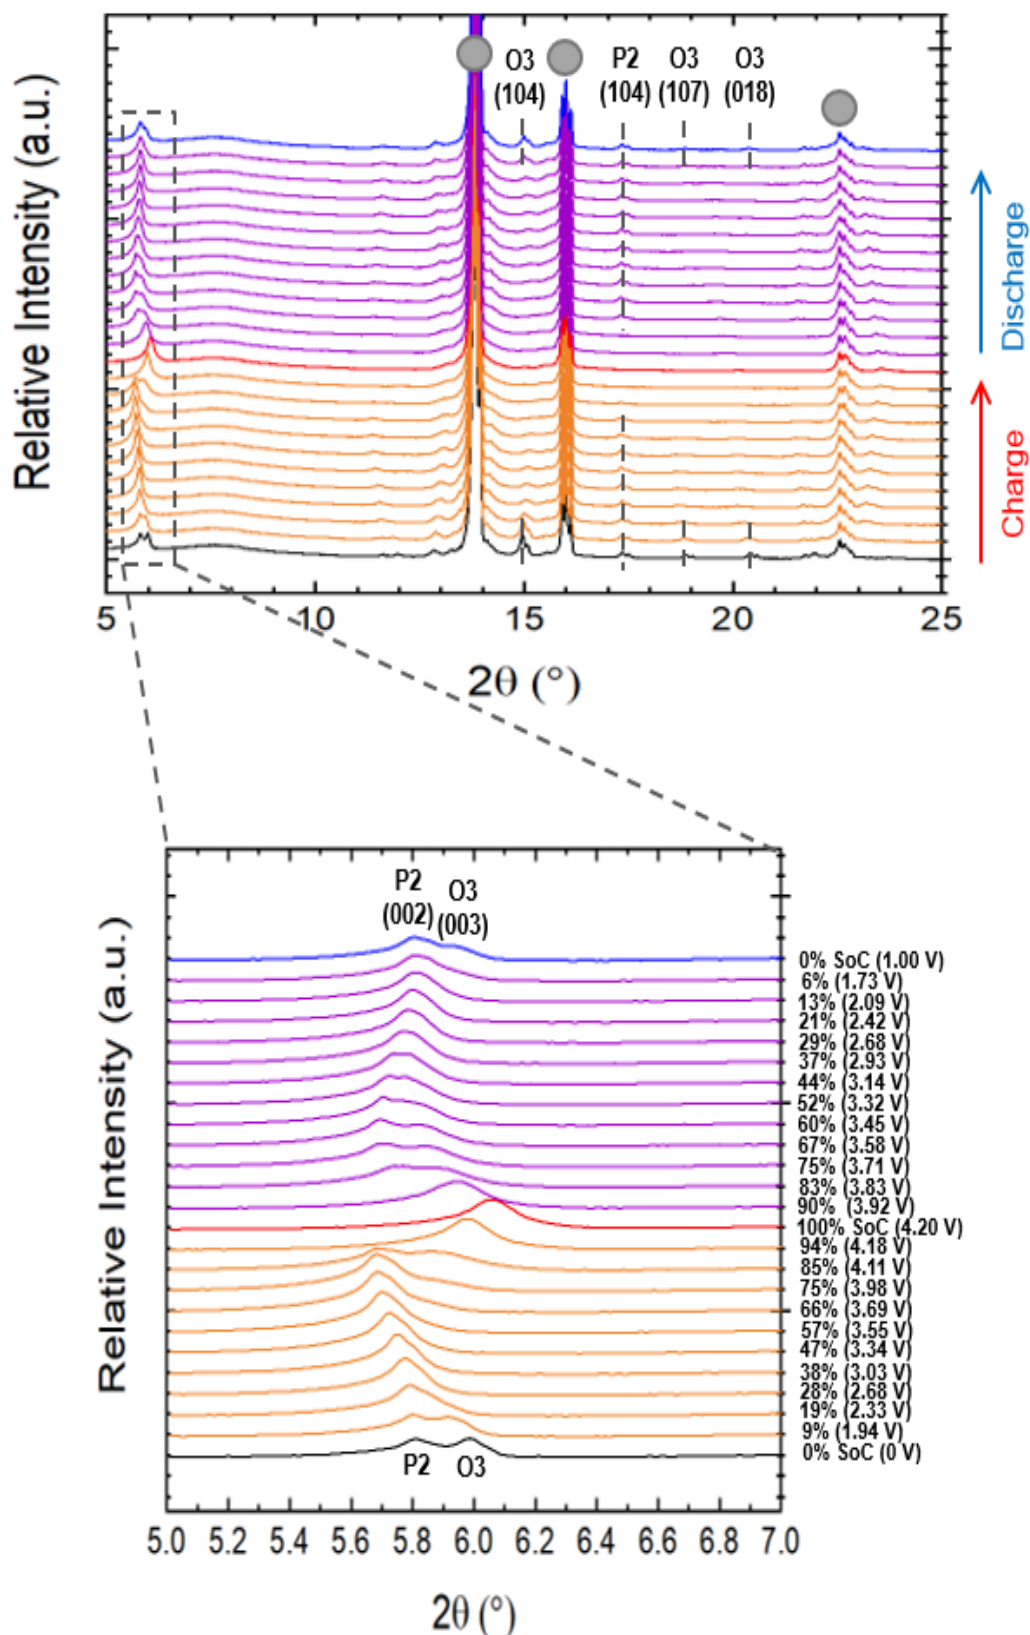 O3 P2 O3 O3
(104) (104) (107) (018)
Relative Intensity (a.u.)
Discharge
Charge
5 10 15 20 25
2θ (°)
P2 O3
(002) (003)
Relative Intensity (a.u.)
0% SoC (1.00 V)
6% (1.73 V)
13% (2.09 V)
21% (2.42 V)
29% (2.68 V)
37% (2.93 V)
44% (3.14 V)
52% (3.32 V)
60% (3.45 V)
67% (3.58 V)
75% (3.71 V)
83% (3.83 V)
90% (3.92 V)
100% SoC (4.20 V)
94% (4.18 V)
85% (4.11 V)
75% (3.98 V)
66% (3.69 V)
57% (3.55 V)
47% (3.34 V)
38% (3.03 V)
28% (2.68 V)
19% (2.33 V)
9% (1.94 V)
0% SoC (0 V)
P2 O3
5.0 5.2 5.4 5.6 5.8 6.0 6.2 6.4 6.6 6.8 7.0
2θ (°)